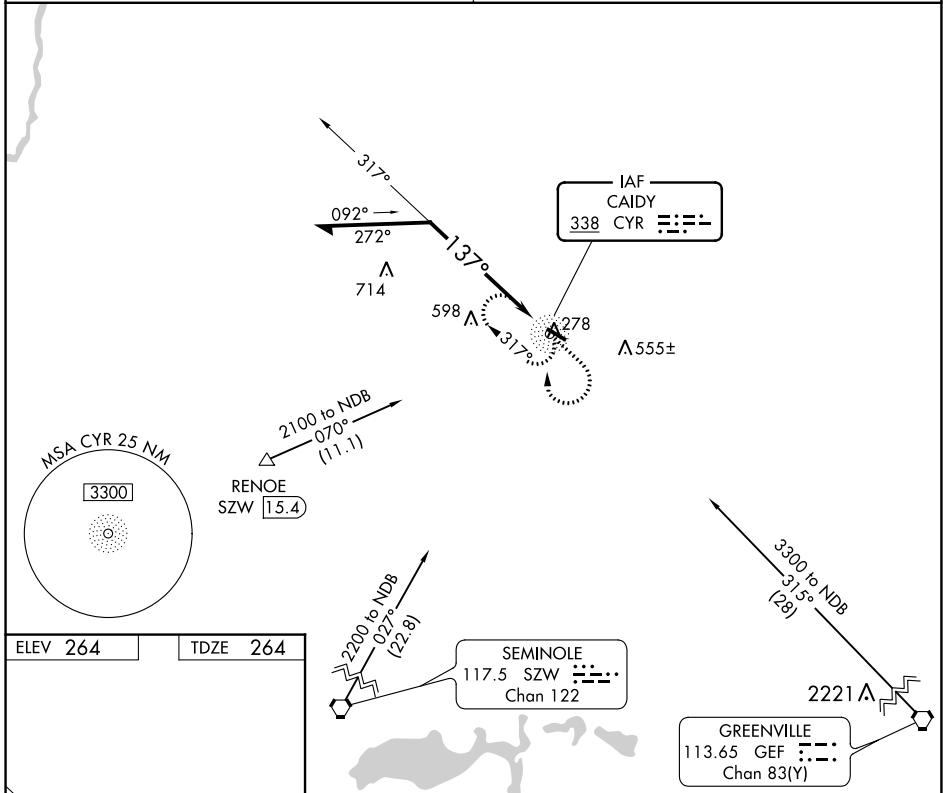 317°
092°
272°
137°
IAF
CAIDY
338 CYR
714
598
317°
278
555±
2100 to NDB
070°
(11.1)
MSA CYR 25 NM
3300
RENOE
SZW 15.4
3300 to NDB
315°
(28)
2200 to NDB
027°
(22.8)
ELEV 264
TDZE 264
SEMINOLE
117.5 SZW
Chan 122
2221
GREENVILLE
113.65 GEF
Chan 83(Y)